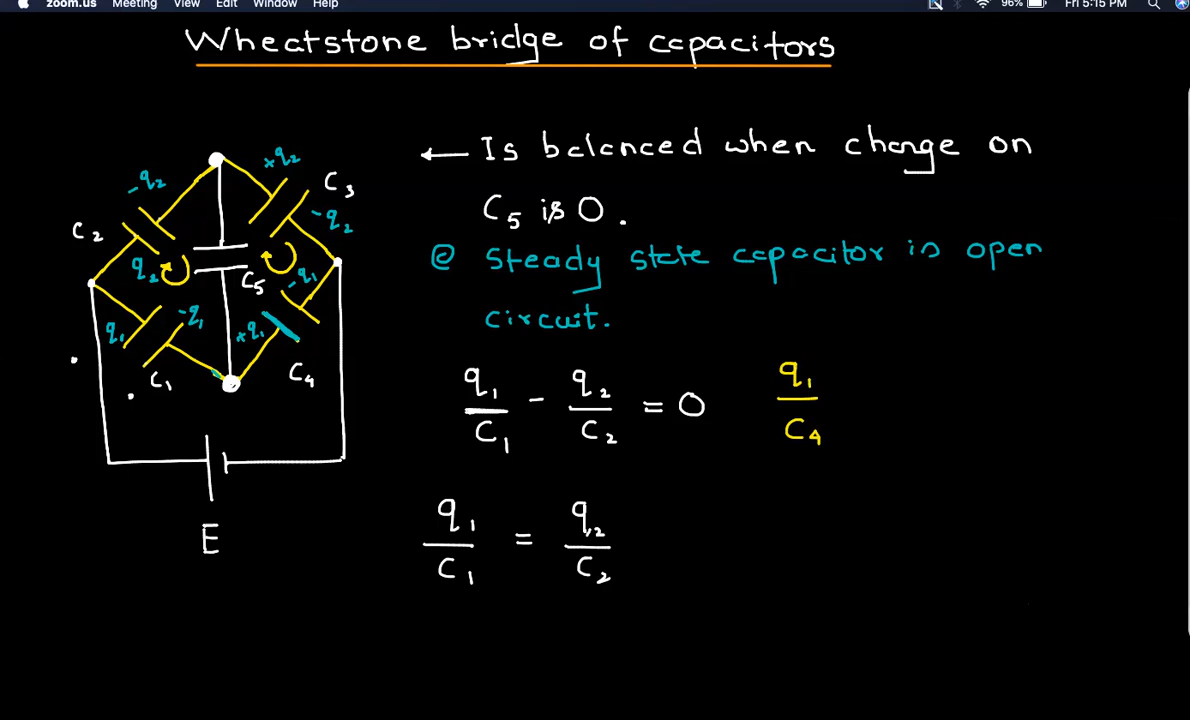 zoom.us Meeting View Edit Window Help 96% Fri 5:15 PM
Wheatstone bridge of capacitors
← Is balanced when change on
C5 is 0.
@ steady state capacitor is open
circuit.
q1/C1 - q2/C2 = 0 q1/C4
q1/C1 = q2/C2
-q2 +q2 C3
-q2
C2
q2 C5 -q1
q1 -q1 +q1
C1 C4
E